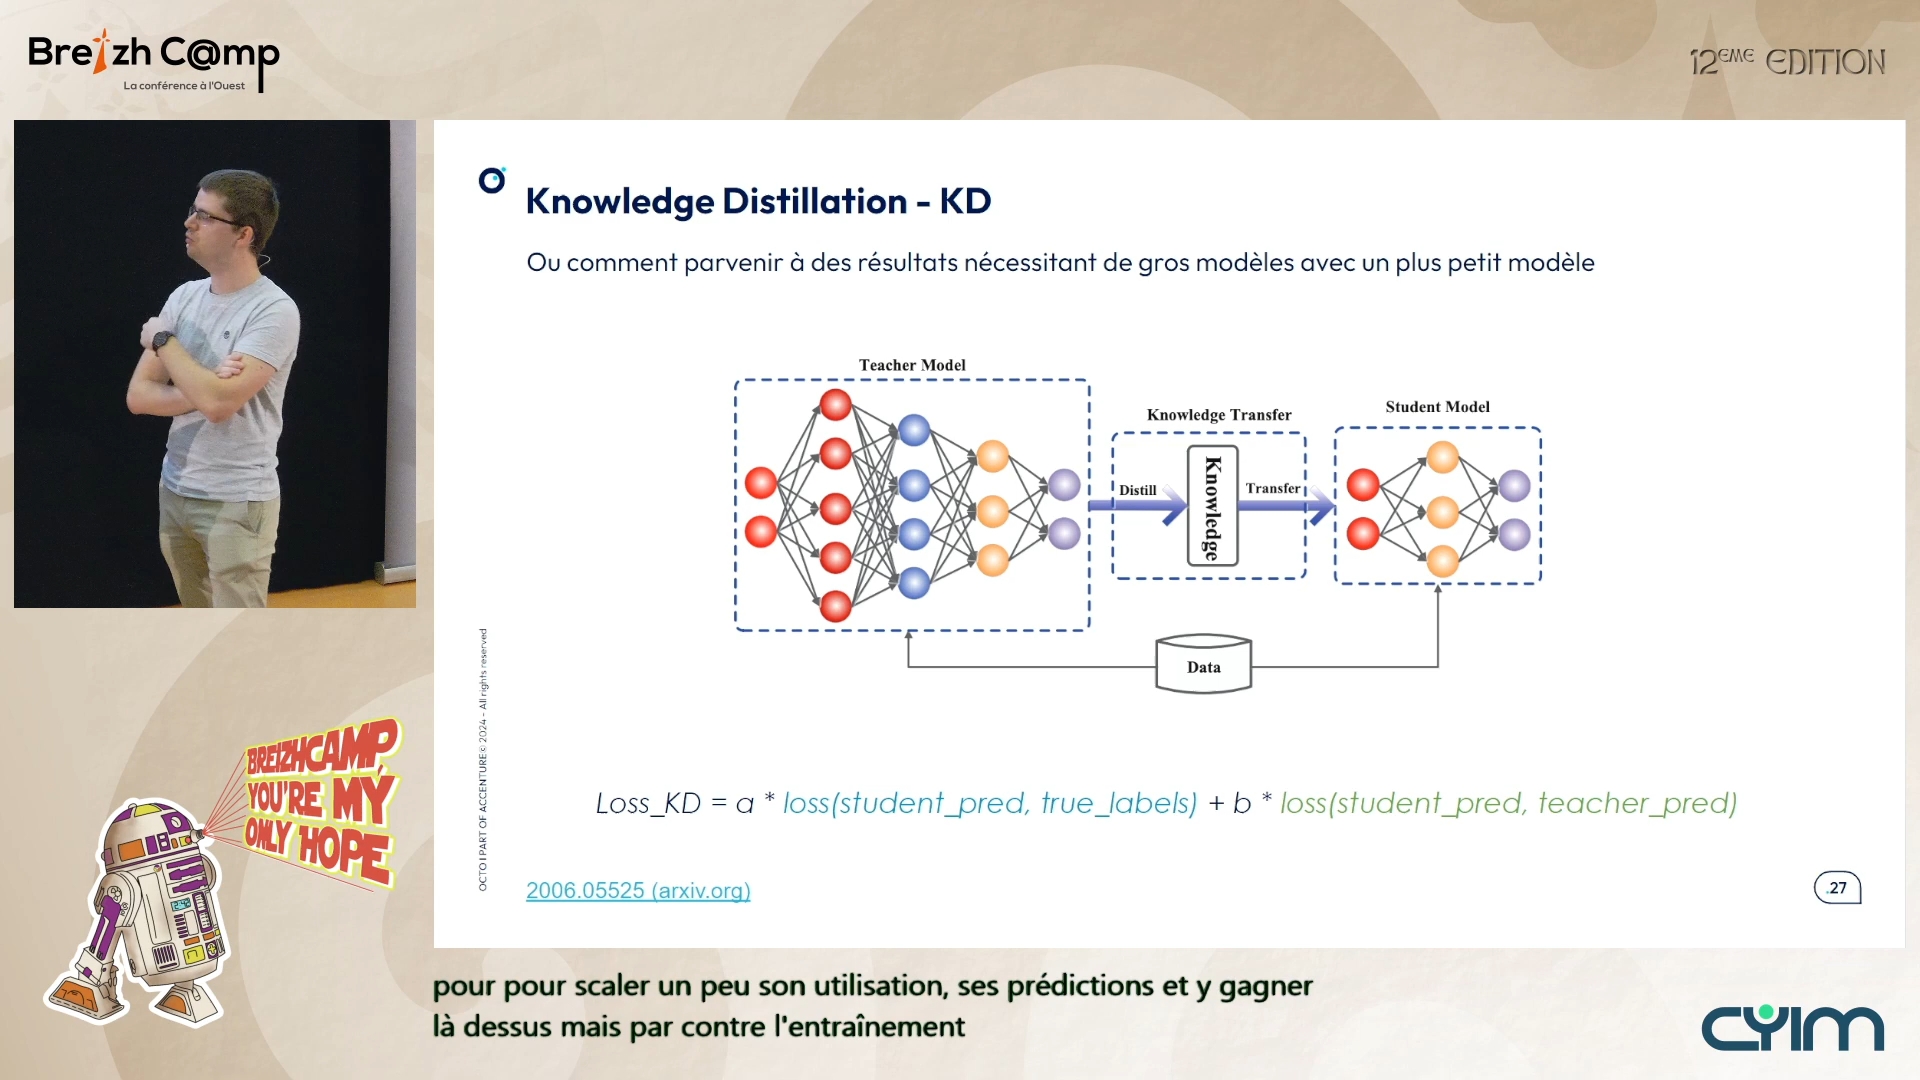 Breizh C@mp
La conférence à l'Ouest
12EME EDITION
Knowledge Distillation - KD
Ou comment parvenir à des résultats nécessitant de gros modèles avec un plus petit modèle
Teacher Model
Knowledge Transfer
Student Model
Distill
Knowledge
Transfer
Data
Loss_KD = a * loss(student_pred, true_labels) + b * loss(student_pred, teacher_pred)
2006.05525 (arxiv.org)
.27
OCTO I PART OF ACCENTURE © 2024 - All rights reserved
BREIZHCAMP,
YOU'RE MY
ONLY HOPE
pour pour scaler un peu son utilisation, ses prédictions et y gagner
là dessus mais par contre l'entraînement
CYIM